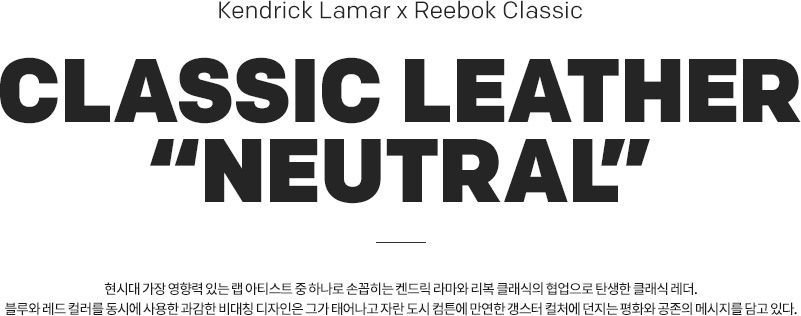 Kendrick Lamar x Reebok Classic
CLASSIC LEATHER
“NEUTRAL”
현시대 가장 영향력 있는 랩 아티스트 중 하나로 손꼽히는 켄드릭 라마와 리복 클래식의 협업으로 탄생한 클래식 레더.
블루와 레드 컬러를 동시에 사용한 과감한 비대칭 디자인은 그가 태어나고 자란 도시 컴튼에 만연한 갱스터 컬처에 던지는 평화와 공존의 메시지를 담고 있다.